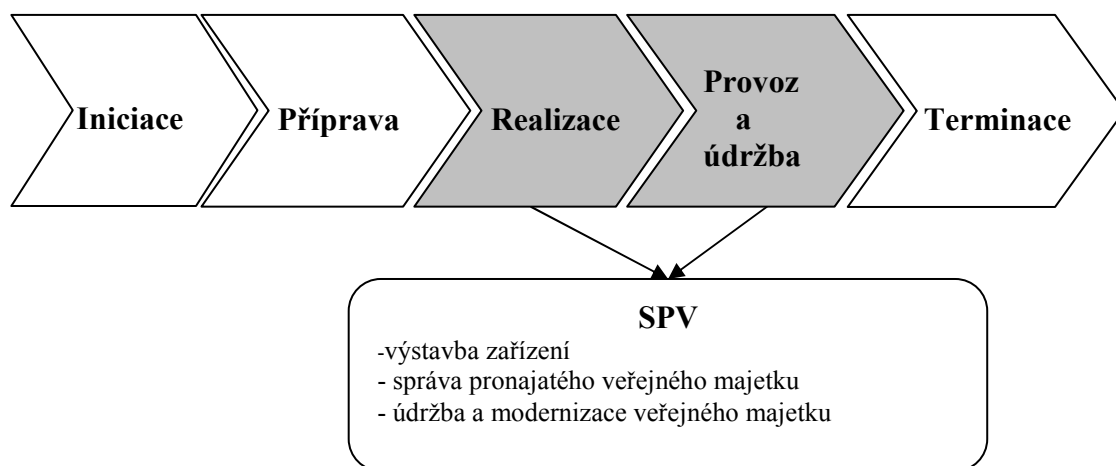 Iniciace
Příprava
Realizace
Provoz
a
údržba
Terminace
SPV
-výstavba zařízení
- správa pronajatého veřejného majetku
- údržba a modernizace veřejného majetku